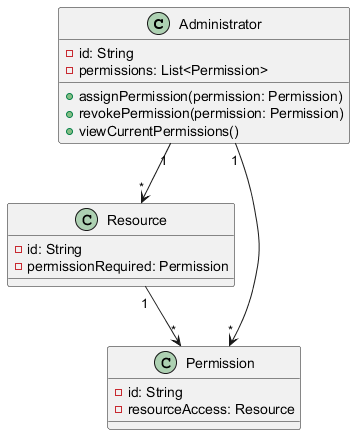 C Administrator
id: String
permissions: List<Permission>
assignPermission(permission: Permission)
revokePermission(permission: Permission)
viewCurrentPermissions()
1 1
*
C Resource
id: String
permissionRequired: Permission
1
* *
C Permission
id: String
resourceAccess: Resource